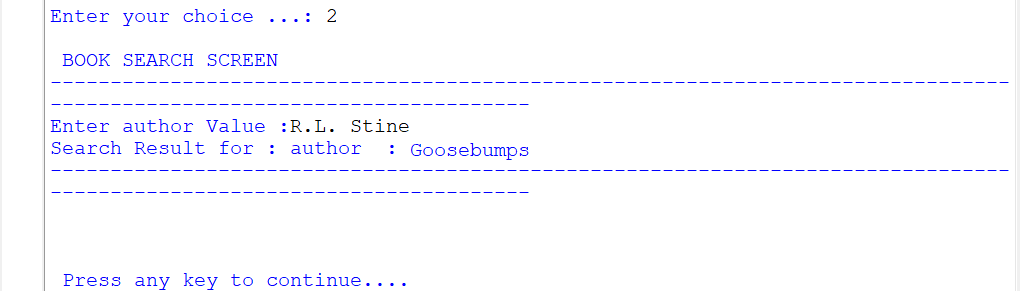 Enter your choice ...: 2
BOOK SEARCH SCREEN
--------------------------------------------------------------------------------
----------------------------------------
Enter author Value :R.L. Stine
Search Result for : author  : Goosebumps
--------------------------------------------------------------------------------
----------------------------------------
Press any key to continue....